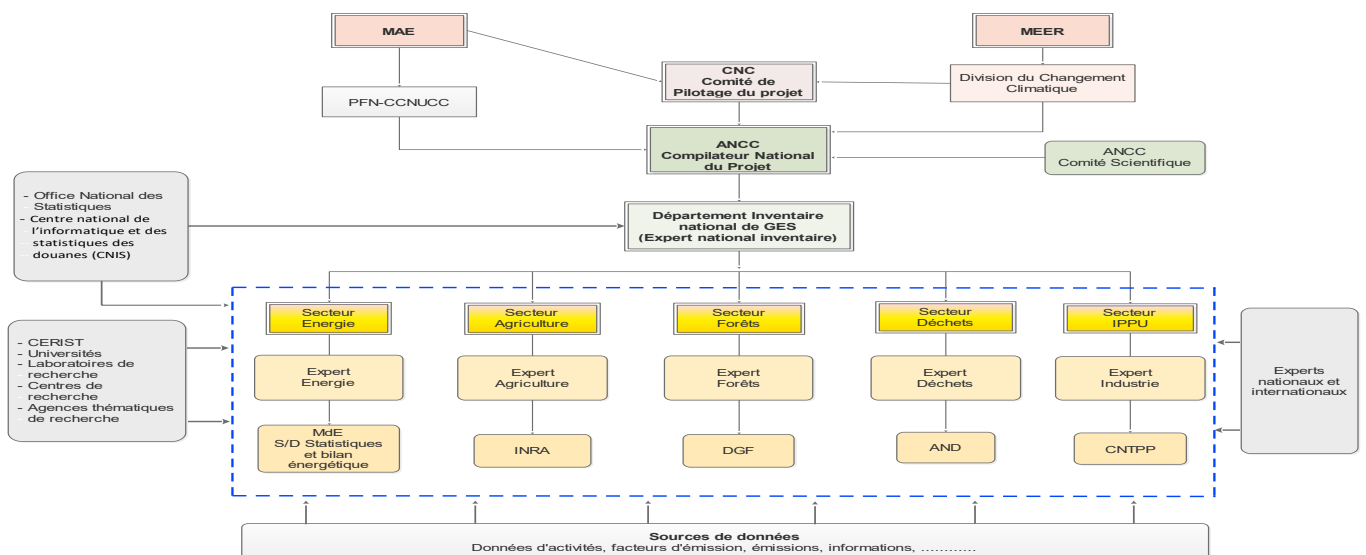 MAE
MEER
CNC
Comité de
Pilotage du projet
Division du Changement
Climatique
PFN-CCNUCC
ANCC
Compilateur National
du Projet
ANCC
Comité Scientifique
- Office National des
Statistiques
- Centre national de
l'informatique et des
statistiques des
douanes (CNIS)
Département Inventaire
national de GES
(Expert national inventaire)
Secteur
Energie
Secteur
Agriculture
Secteur
Forêts
Secteur
Déchets
Secteur
IPPU
- CERIST
- Universités
- Laboratoires de
recherche
- Centres de
recherche
- Agences thématiques
de recherche
Expert
Energie
Expert
Agriculture
Expert
Forêts
Expert
Déchets
Expert
Industrie
Experts
nationaux et
internationaux
MdE
S/D Statistiques
et bilan
énergétique
INRA
DGF
AND
CNTPP
Sources de données
Données d'activités, facteurs d'émission, émissions, informations, ............